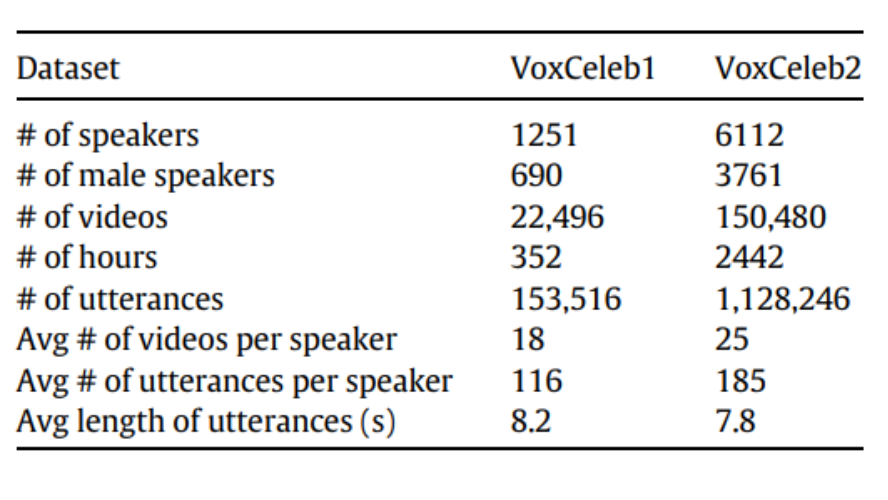 Dataset VoxCeleb1 VoxCeleb2
# of speakers 1251 6112
# of male speakers 690 3761
# of videos 22,496 150,480
# of hours 352 2442
# of utterances 153,516 1,128,246
Avg # of videos per speaker 18 25
Avg # of utterances per speaker 116 185
Avg length of utterances (s) 8.2 7.8